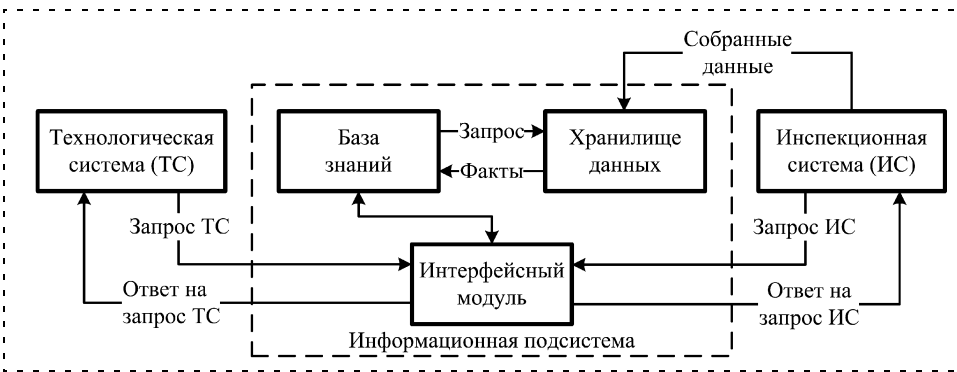 Собранные
данные
Технологическая
система (ТС)
База
знаний
Запрос
Факты
Хранилище
данных
Инспекционная
система (ИС)
Запрос ТС
Запрос ИС
Интерфейсный
модуль
Ответ на
запрос ТС
Ответ на
запрос ИС
Информационная подсистема